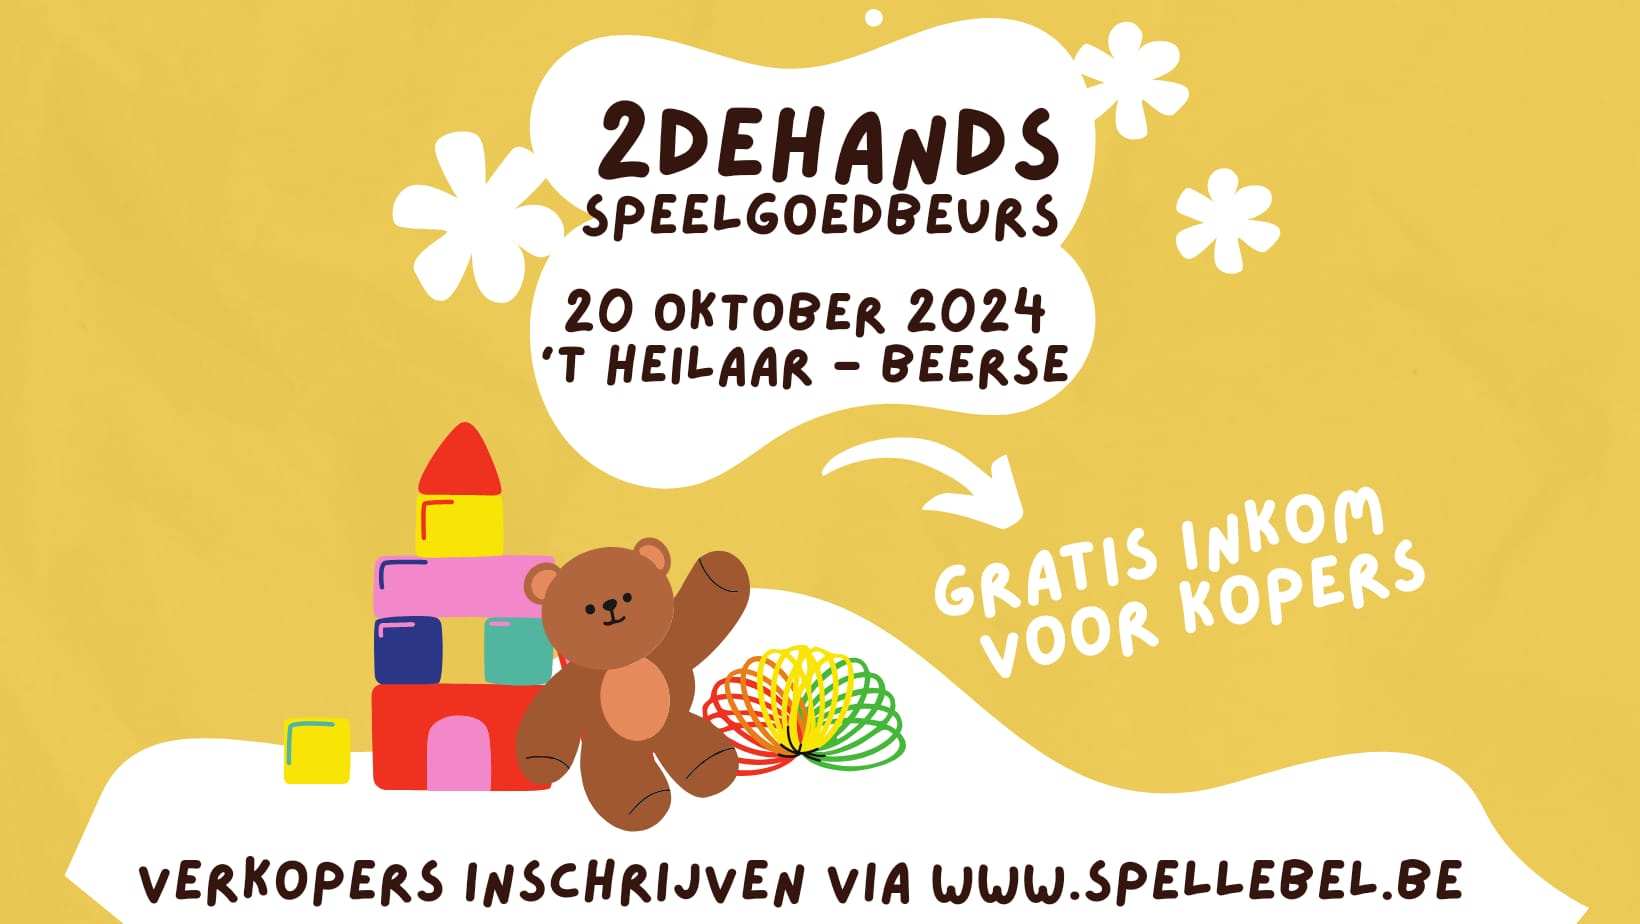 2DEHANDS
SPEELGOEDBEURS
20 OKTOBER 2024
'T HEILAAR - BEERSE
GRATIS INKOM
VOOR KOPERS
VERKOPERS INSCHRIJVEN VIA WWW.SPELLEBEL.BE